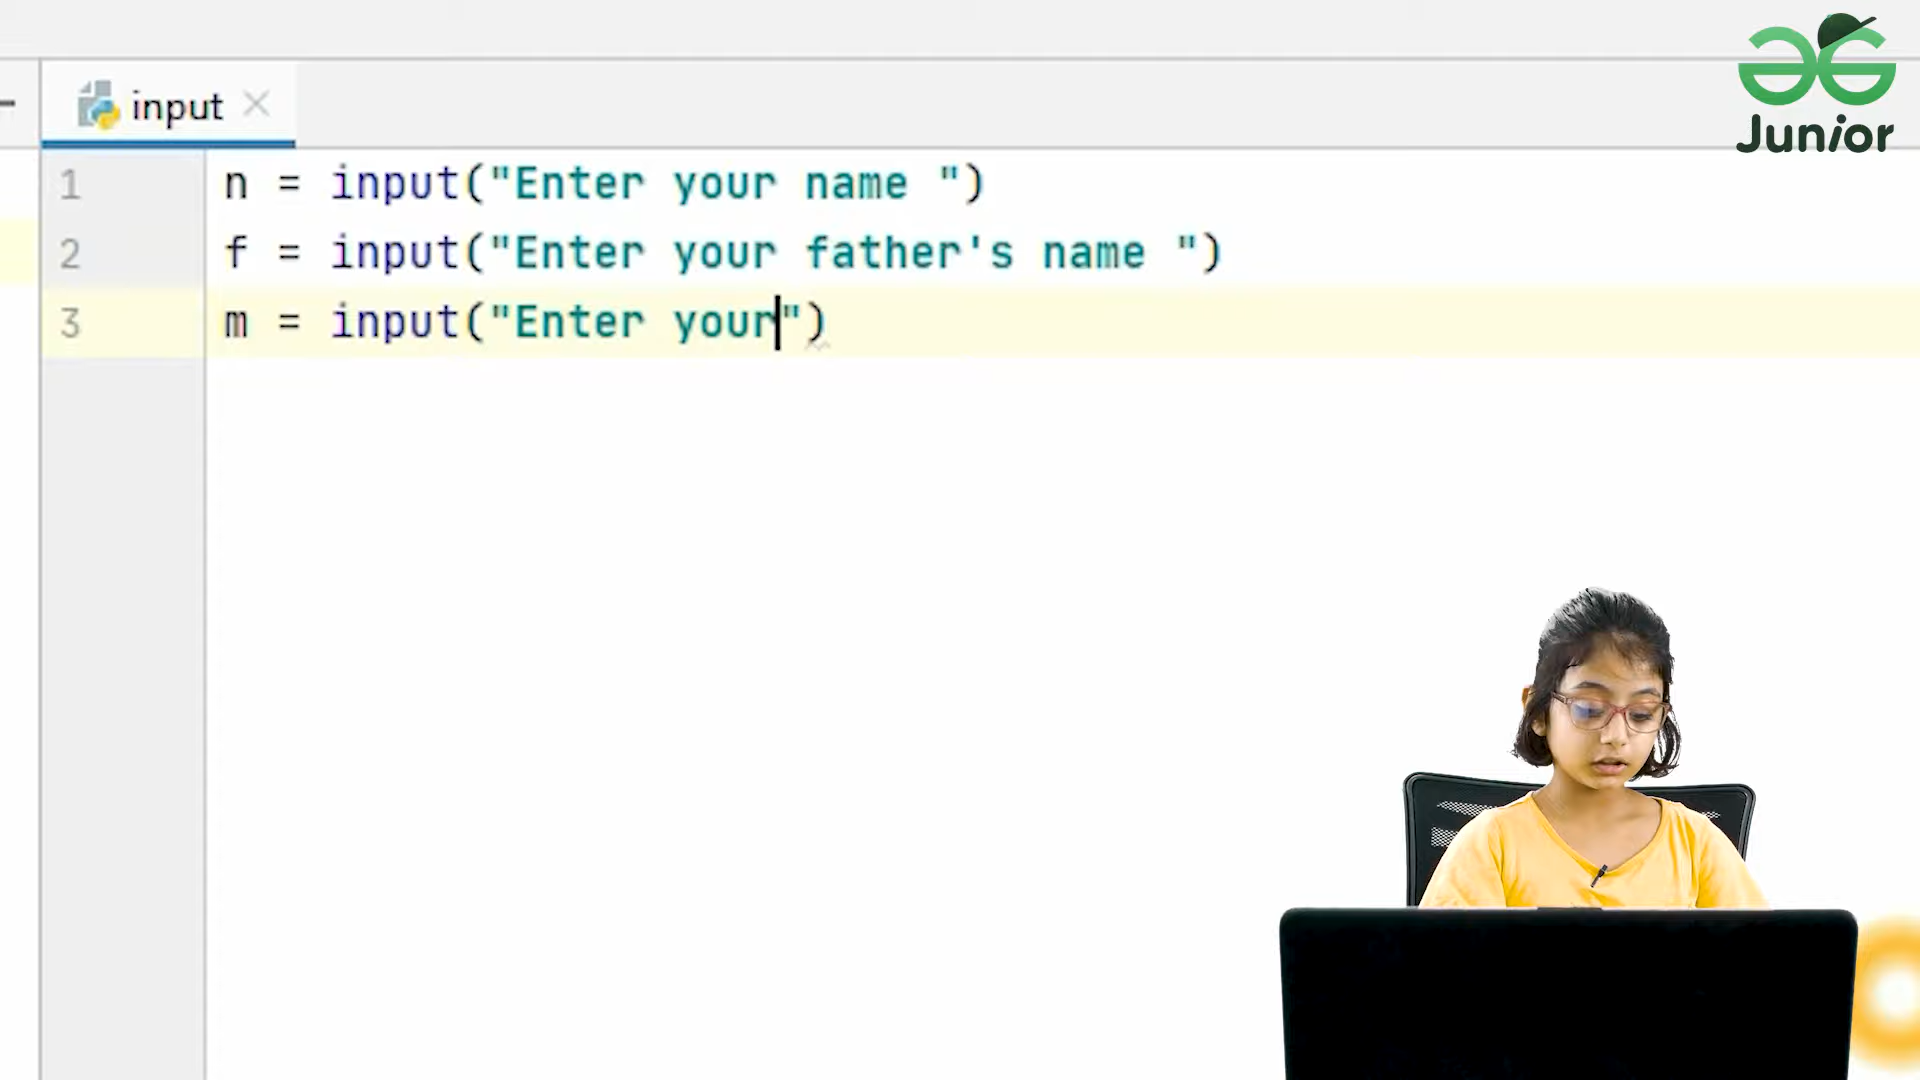 Junior
input
1 n = input("Enter your name ")
2 f = input("Enter your father's name ")
3 m = input("Enter your")